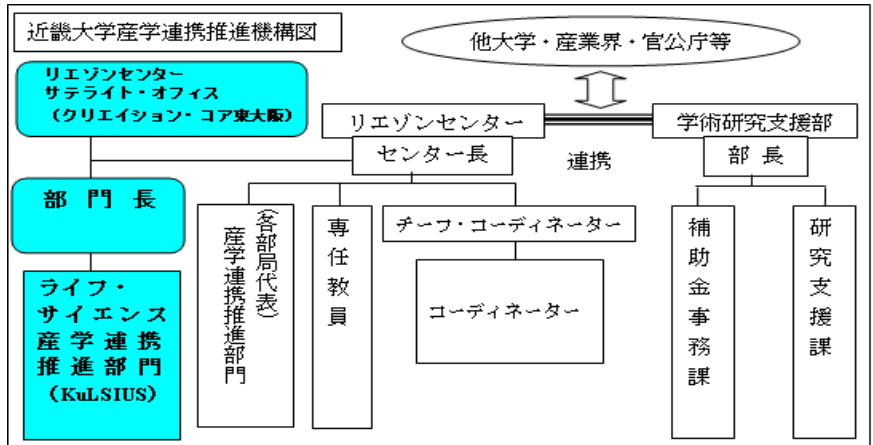 近畿大学産学連携推進機構図
他大学・産業界・官公庁等
リエゾンセンター
サテライト・オフィス
（クリエイション・コア東大阪）
リエゾンセンター
学術研究支援部
センター長
連携
部長
部門長
（各部局代表）
産学連携推進部門
専任教員
チーフ・コーディネーター
コーディネーター
補助金事務課
研究支援課
ライフ・
サイエンス
産学連携
推進部門
（KuLSIUS）